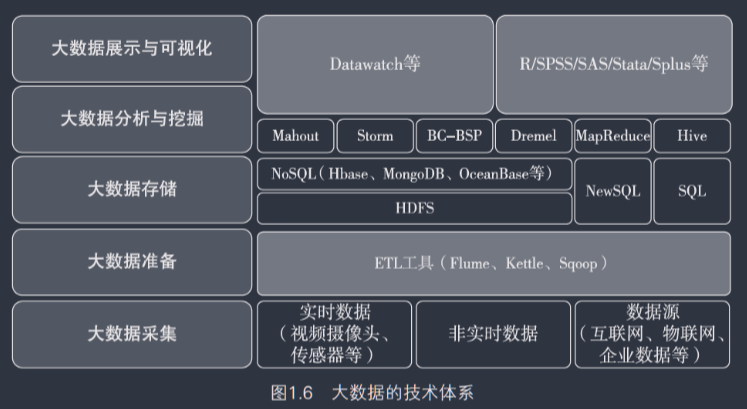 大数据展示与可视化
Datawatch等
R/SPSS/SAS/Stata/Splus等
大数据分析与挖掘
Mahout
Storm
BC–BSP
Dremel
MapReduce
Hive
大数据存储
NoSQL（Hbase、MongoDB、OceanBase等）
HDFS
NewSQL
SQL
大数据准备
ETL工具（Flume、Kettle、Sqoop）
大数据采集
实时数据
（视频摄像头、
传感器等）
非实时数据
数据源
（互联网、物联网、
企业数据等）
图1.6 大数据的技术体系